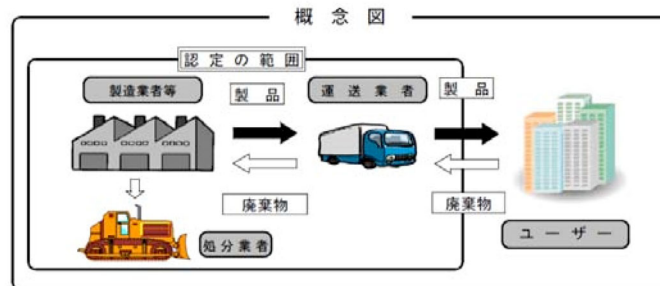 概念図
認定の範囲
製造業者等
製品
運送業者
製品
廃棄物
廃棄物
処分業者
ユーザー